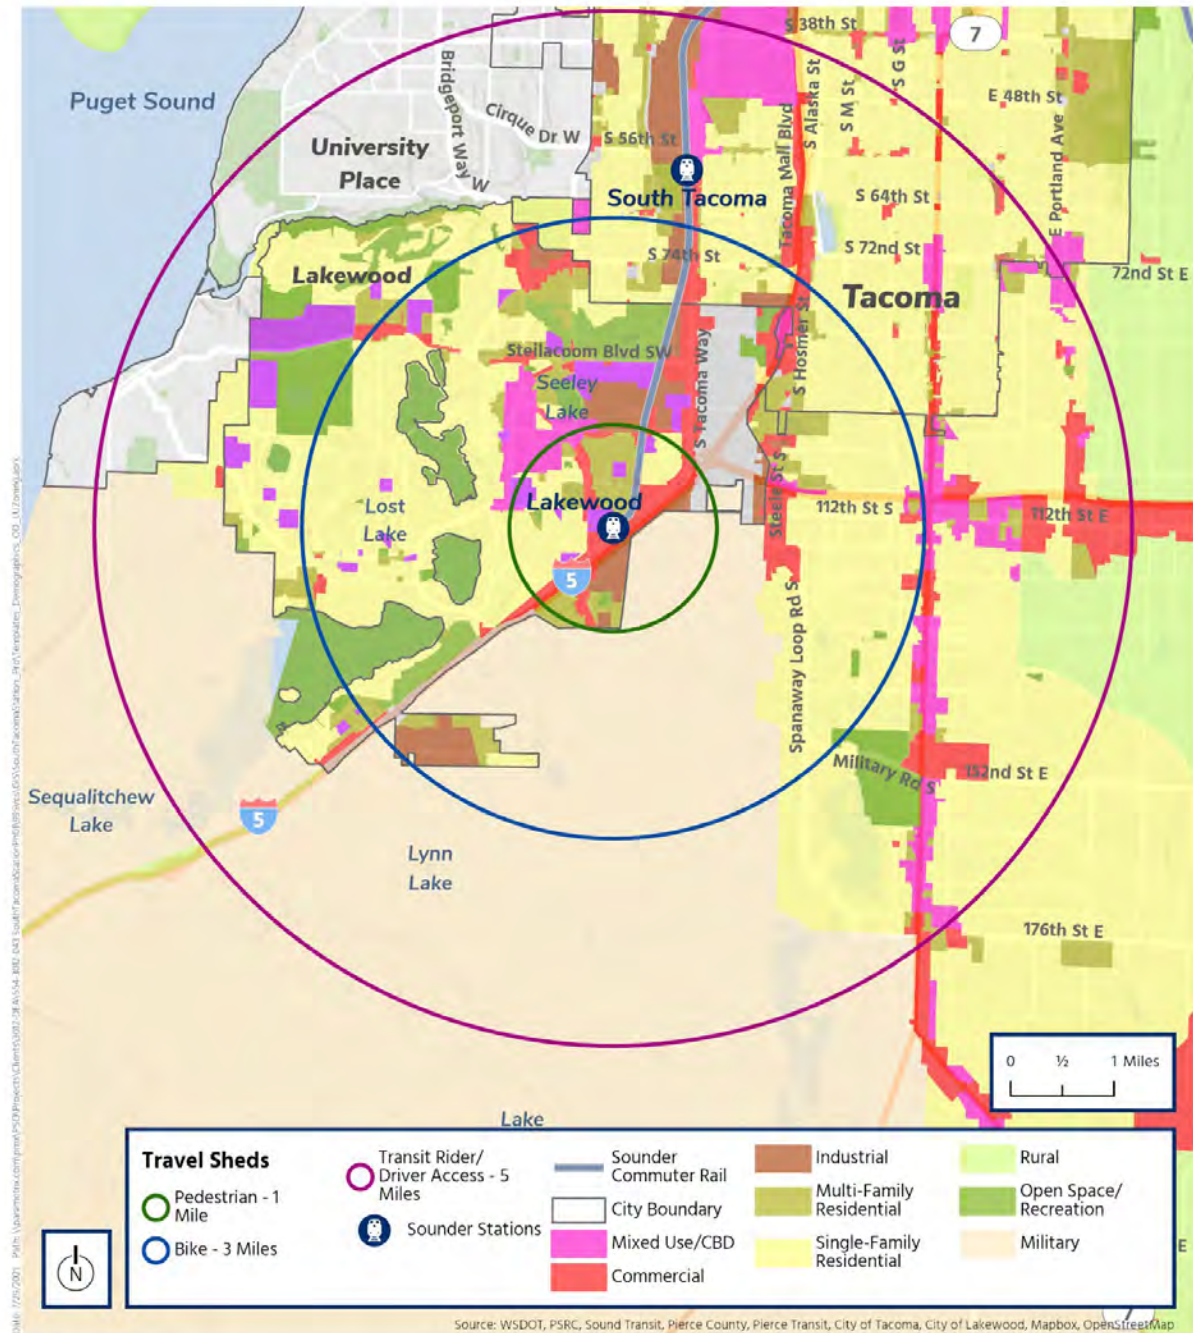 S 38th St
7
Puget Sound
Bridgeport Way W
Cirque Dr W
University
Place
S 56th St
S Alaska St
S M St
S G St
E 48th St
Tacoma Mall Blvd
E Portland Ave
South Tacoma
S 64th St
S 74th St
S 72nd St
72nd St E
Lakewood
Tacoma
Steilacoom Blvd SW
S Tacoma Way
S Hosmer St
Seeley
Lake
Lakewood
Lost
Lake
Steele St S
112th St S
112th St E
5
Spanaway Loop Rd S
Military Rd S
152nd St E
Sequalitchew
Lake
5
Lynn
Lake
176th St E
0 ½ 1 Miles
Lake
Travel Sheds
Pedestrian - 1
Mile
Bike - 3 Miles
Transit Rider/
Driver Access - 5
Miles
Sounder Stations
Sounder
Commuter Rail
City Boundary
Mixed Use/CBD
Commercial
Industrial
Multi-Family
Residential
Single-Family
Residential
Rural
Open Space/
Recreation
Military
N
E
7
Source: WSDOT, PSRC, Sound Transit, Pierce County, Pierce Transit, City of Tacoma, City of Lakewood, Mapbox, OpenStreetMap